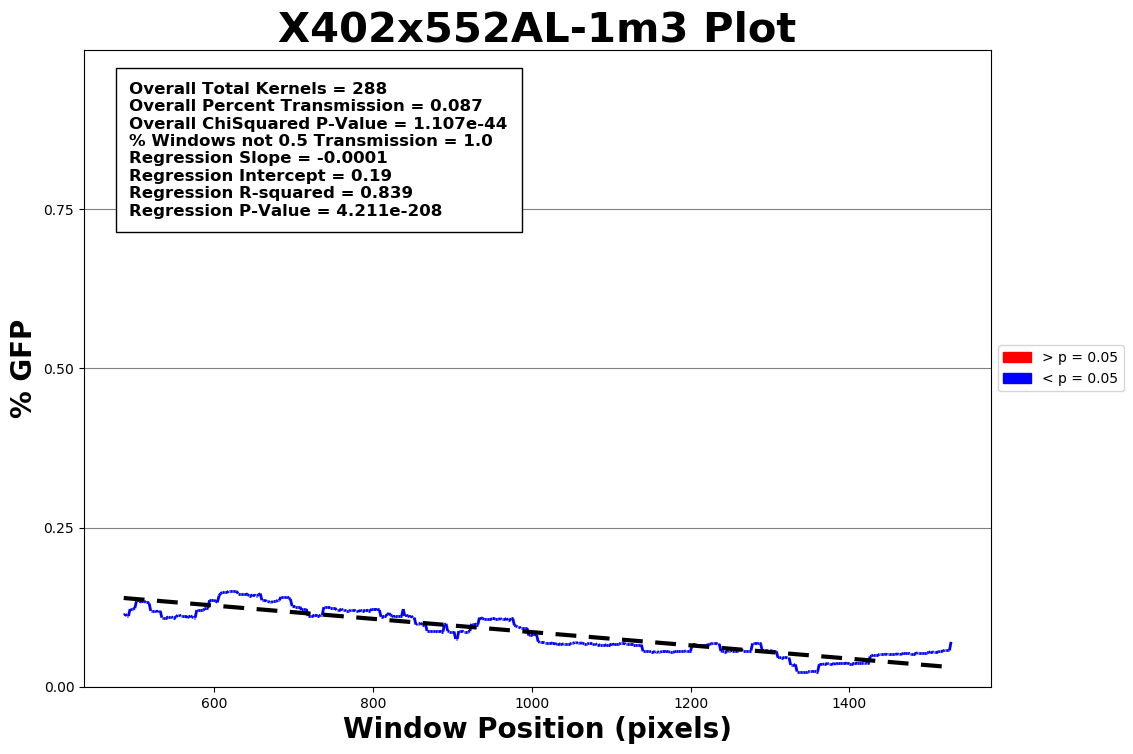 X402x552AL-1m3 Plot
Overall Total Kernels = 288
Overall Percent Transmission = 0.087
Overall ChiSquared P-Value = 1.107e-44
% Windows not 0.5 Transmission = 1.0
Regression Slope = -0.0001
Regression Intercept = 0.19
Regression R-squared = 0.839
Regression P-Value = 4.211e-208
0.75
0.50
0.25
0.00
% GFP
> p = 0.05
< p = 0.05
600 800 1000 1200 1400
Window Position (pixels)